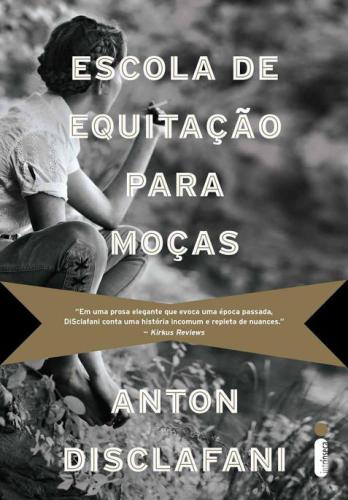 ESCOLA DE
EQUITAÇÃO
PARA
MOÇAS
"Em uma prosa elegante que evoca uma época passada,
DiSclafani conta uma história incomum e repleta de nuances."
– Kirkus Reviews
ANTON
DISCLAFANI
intrínseca